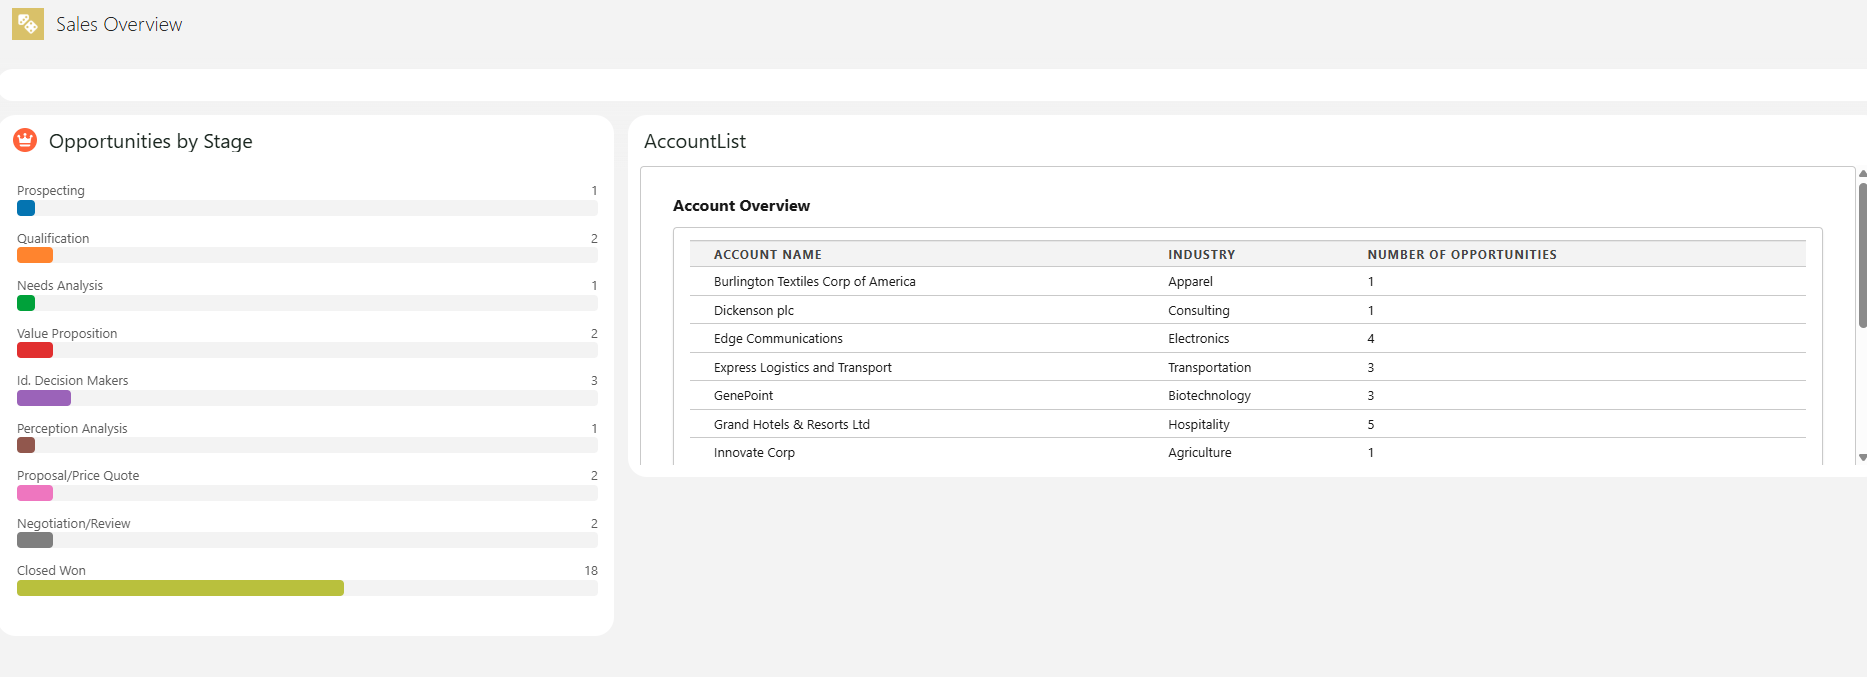 Sales Overview
Opportunities by Stage
Prospecting 1
Qualification 2
Needs Analysis 1
Value Proposition 2
Id. Decision Makers 3
Perception Analysis 1
Proposal/Price Quote 2
Negotiation/Review 2
Closed Won 18
AccountList
Account Overview
ACCOUNT NAME INDUSTRY NUMBER OF OPPORTUNITIES
Burlington Textiles Corp of America Apparel 1
Dickenson plc Consulting 1
Edge Communications Electronics 4
Express Logistics and Transport Transportation 3
GenePoint Biotechnology 3
Grand Hotels & Resorts Ltd Hospitality 5
Innovate Corp Agriculture 1